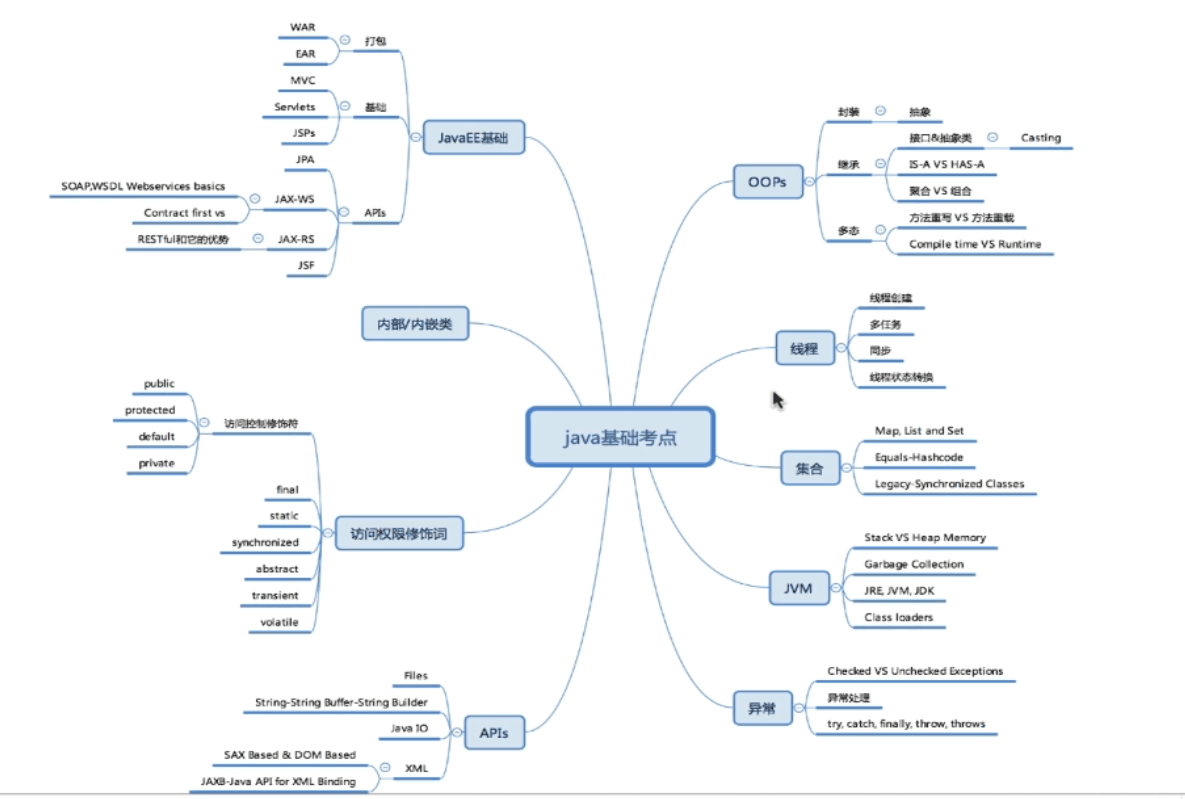 java基础考点
JavaEE基础
打包
WAR
EAR
基础
MVC
Servlets
JSPs
APIs
JPA
JAX-WS
SOAP,WSDL Webservices basics
Contract first vs
JAX-RS
RESTful和它的优势
JSF
内部/内嵌类
访问权限修饰词
访问控制修饰符
public
protected
default
private
final
static
synchronized
abstract
transient
volatile
APIs
Files
String-String Buffer-String Builder
Java IO
XML
SAX Based & DOM Based
JAXB-Java API for XML Binding
OOPs
封装
抽象
继承
接口&抽象类
Casting
IS-A VS HAS-A
聚合 VS 组合
多态
方法重写 VS 方法重载
Compile time VS Runtime
线程
线程创建
多任务
同步
线程状态转换
集合
Map, List and Set
Equals-Hashcode
Legacy-Synchronized Classes
JVM
Stack VS Heap Memory
Garbage Collection
JRE, JVM, JDK
Class loaders
异常
Checked VS Unchecked Exceptions
异常处理
try, catch, finally, throw, throws